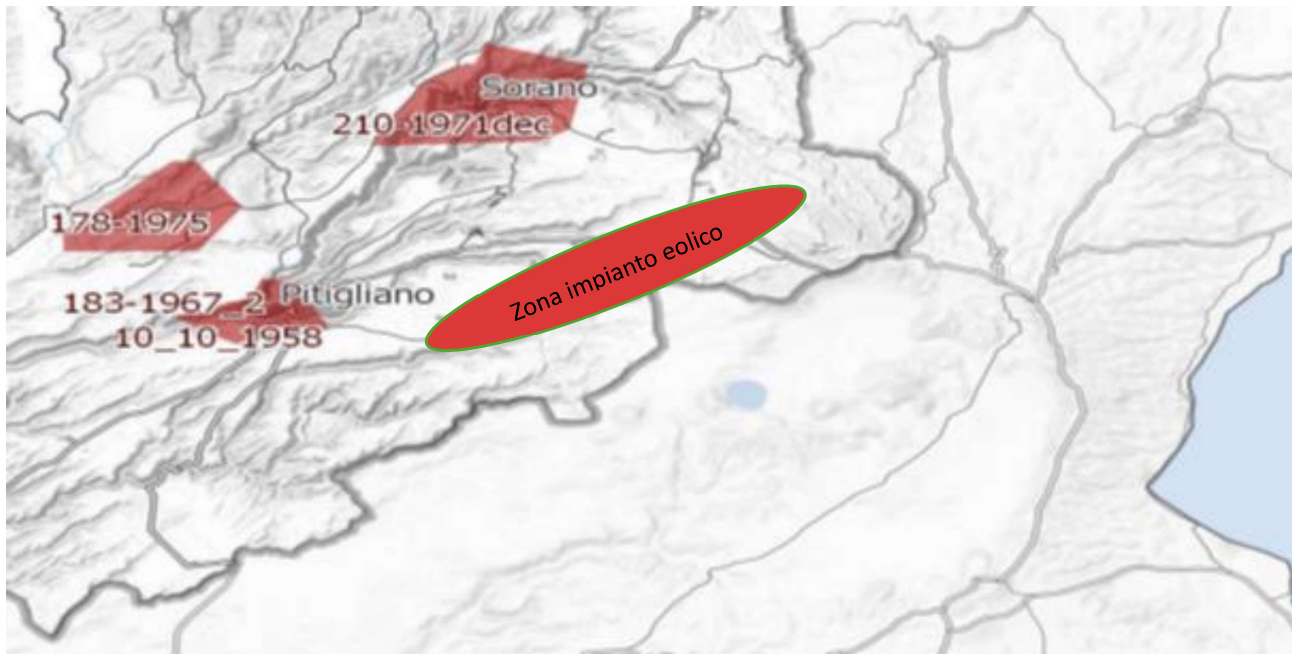 Sorano
210-1971dec
178-1975
Zona impianto eolico
183-1967_2
Pitigliano
10_10_1958